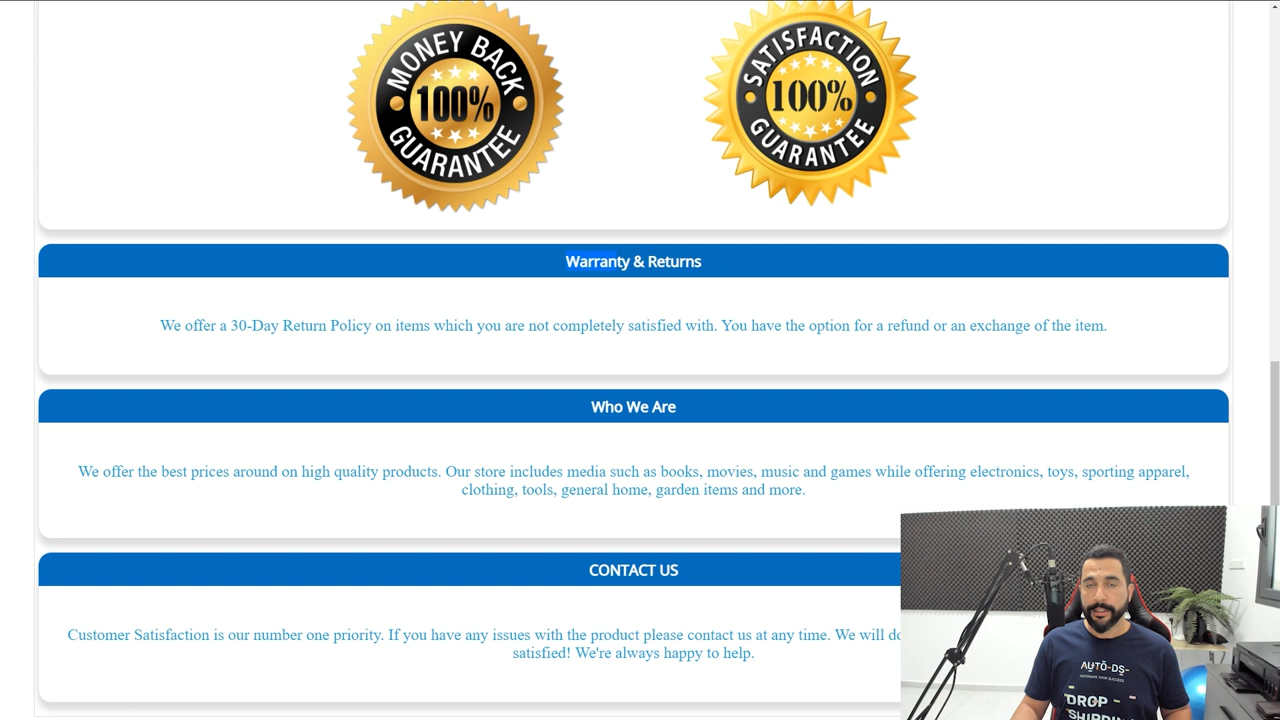 MONEY BACK
100%
GUARANTEE
SATISFACTION
100%
GUARANTEE
Warranty & Returns
We offer a 30-Day Return Policy on items which you are not completely satisfied with. You have the option for a refund or an exchange of the item.
Who We Are
We offer the best prices around on high quality products. Our store includes media such as books, movies, music and games while offering electronics, toys, sporting apparel,
clothing, tools, general home, garden items and more.
CONTACT US
Customer Satisfaction is our number one priority. If you have any issues with the product please contact us at any time. We will do
satisfied! We're always happy to help.
AUTO-DS
AUTOMATE YOUR SUCCESS
DROP
SHIPPING